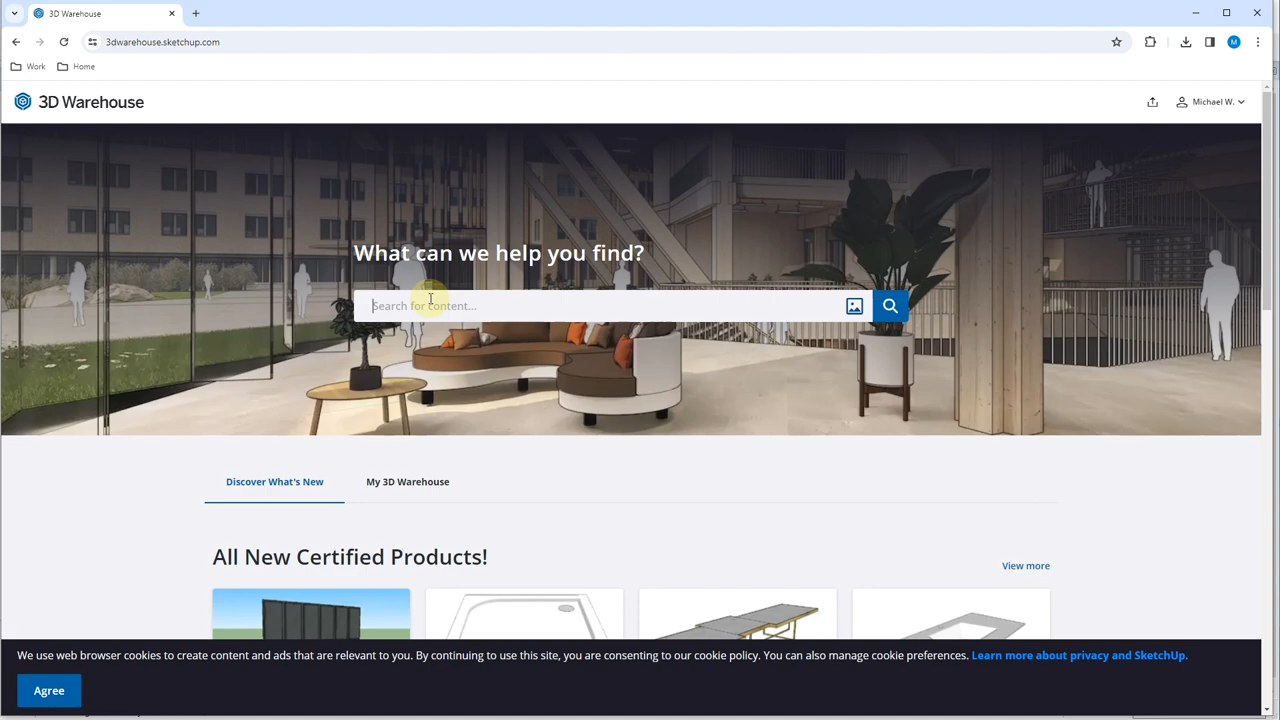 3D Warehouse
3dwarehouse.sketchup.com
M
Work
Home
3D Warehouse
Michael W.
What can we help you find?
Search for content...
Discover What's New
My 3D Warehouse
All New Certified Products!
View more
We use web browser cookies to create content and ads that are relevant to you. By continuing to use this site, you are consenting to our cookie policy. You can also manage cookie preferences. Learn more about privacy and SketchUp.
Agree